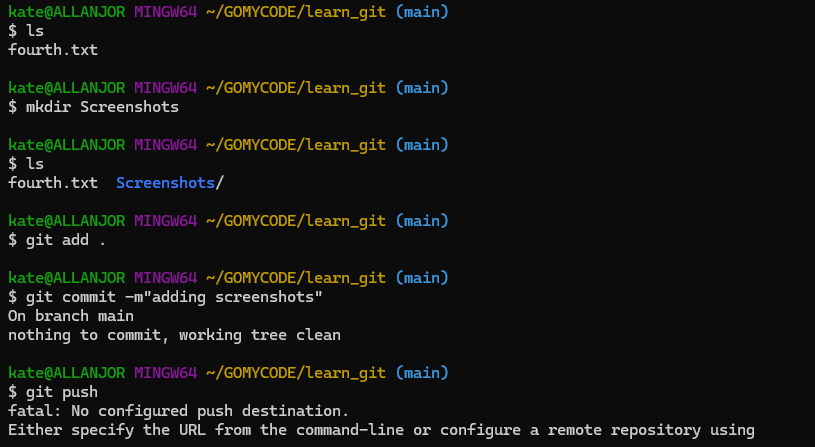 kate@ALLANJOR MINGW64 ~/GOMYCODE/learn_git (main)
$ ls
fourth.txt
kate@ALLANJOR MINGW64 ~/GOMYCODE/learn_git (main)
$ mkdir Screenshots
kate@ALLANJOR MINGW64 ~/GOMYCODE/learn_git (main)
$ ls
fourth.txt  Screenshots/
kate@ALLANJOR MINGW64 ~/GOMYCODE/learn_git (main)
$ git add .
kate@ALLANJOR MINGW64 ~/GOMYCODE/learn_git (main)
$ git commit -m"adding screenshots"
On branch main
nothing to commit, working tree clean
kate@ALLANJOR MINGW64 ~/GOMYCODE/learn_git (main)
$ git push
fatal: No configured push destination.
Either specify the URL from the command-line or configure a remote repository using